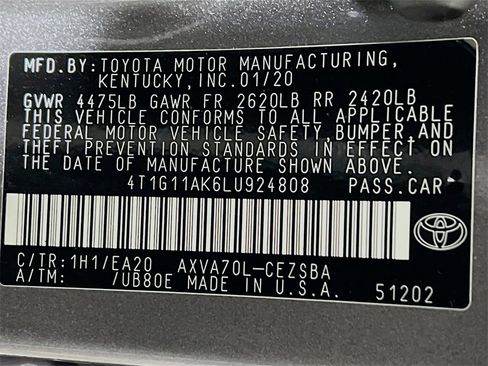 MFD.BY: TOYOTA MOTOR MANUFACTURING,
KENTUCKY, INC. 01/20
GVWR 4475LB GAWR FR 2620LB RR 2420LB
THIS VEHICLE CONFORMS TO ALL APPLICABLE
FEDERAL MOTOR VEHICLE SAFETY, BUMPER, AND
THEFT PREVENTION STANDARDS IN EFFECT ON
THE DATE OF MANUFACTURE SHOWN ABOVE.
4T1G11AK6LU924808 PASS.CAR
C/TR: 1H1/EA20 AXVA70L-CEZSBA
A/TM: /UB80E MADE IN U.S.A. 51202
TOYOTA